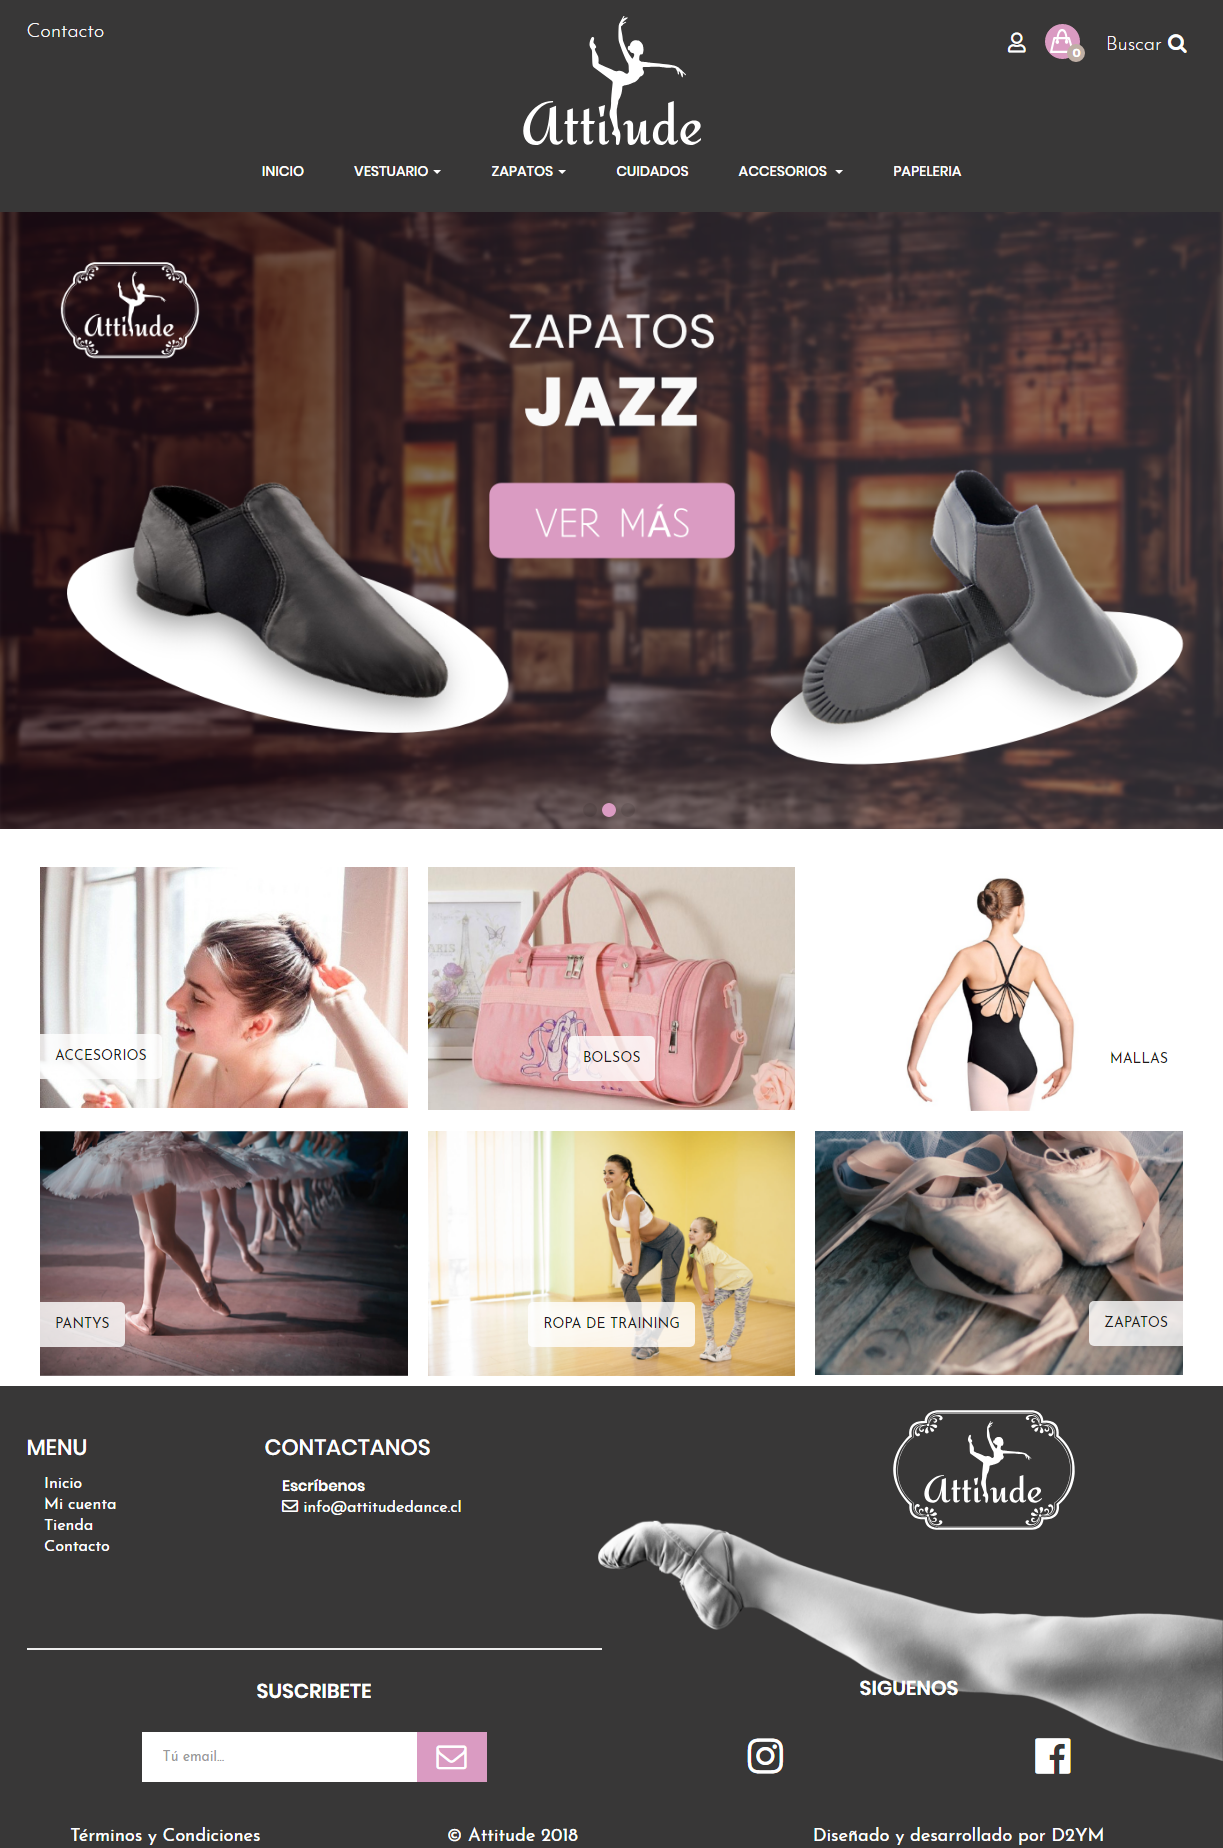 Contacto
Attitude
0
Buscar
INICIO
VESTUARIO
ZAPATOS
CUIDADOS
ACCESORIOS
PAPELERIA
Attitude
ZAPATOS
JAZZ
VER MÁS
ACCESORIOS
PARIS
BOLSOS
MALLAS
PANTYS
ROPA DE TRAINING
ZAPATOS
MENU
Inicio
Mi cuenta
Tienda
Contacto
CONTACTANOS
Escríbenos
info@attitudedance.cl
Attitude
SUSCRIBETE
Tú email...
SIGUENOS
Términos y Condiciones
© Attitude 2018
Diseñado y desarrollado por D2YM